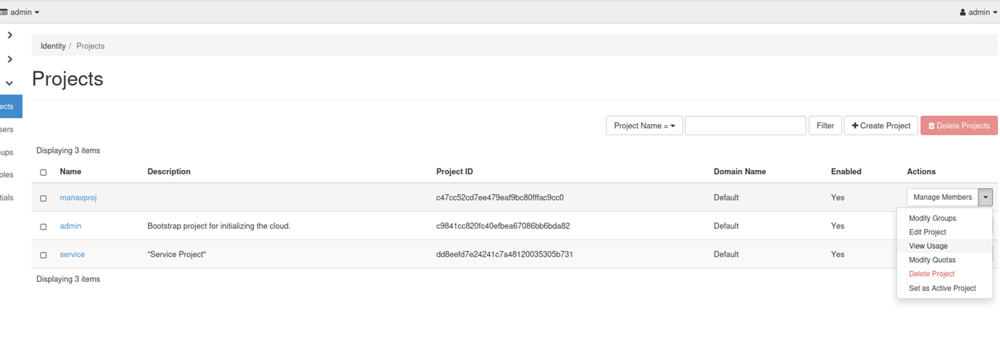 admin admin
Identity / Projects
Projects
ects
sers
ups
oles
tials
Project Name = Filter Create Project Delete Projects
Displaying 3 items
Name Description Project ID Domain Name Enabled Actions
manavproj c47cc52cd7ee479eaf9bc80fffac9cc0 Default Yes Manage Members
admin Bootstrap project for initializing the cloud. c9841cc820fc40efbea67086bb6bda82 Default Yes
service "Service Project" dd8eefd7e24241c7a48120035305b731 Default Yes
Displaying 3 items
Modify Groups
Edit Project
View Usage
Modify Quotas
Delete Project
Set as Active Project